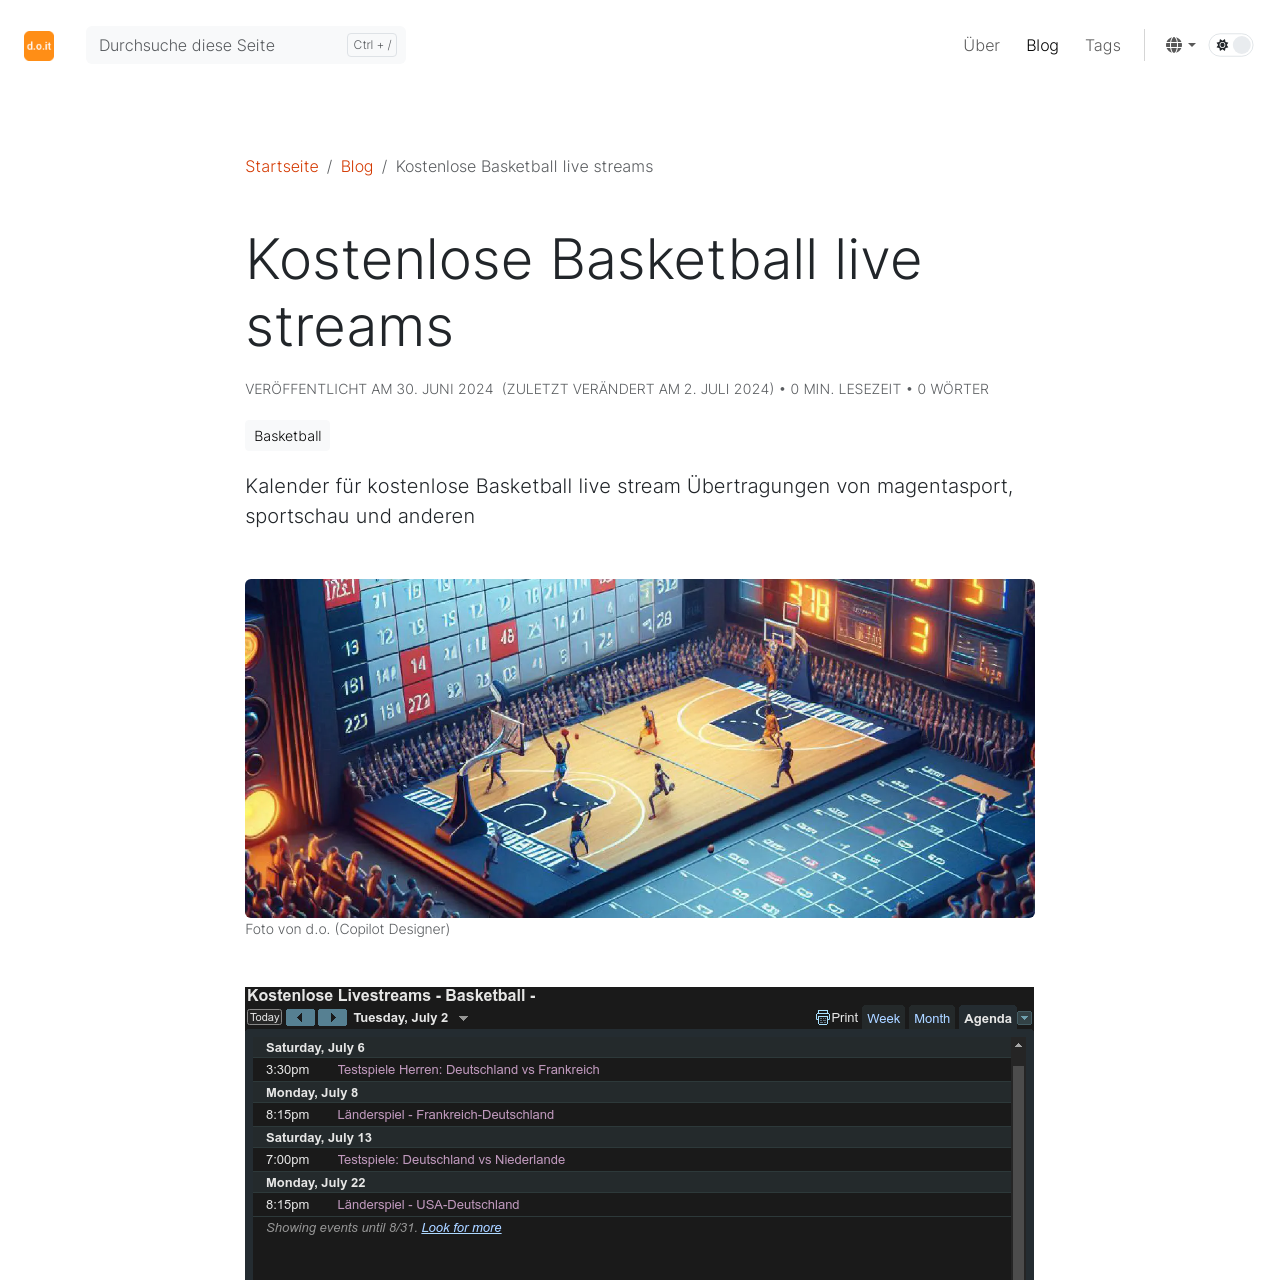 d.o.it
Durchsuche diese Seite
Ctrl + /
Über
Blog
Tags
Startseite / Blog / Kostenlose Basketball live streams
Kostenlose Basketball live
streams
VERÖFFENTLICHT AM 30. JUNI 2024 (ZULETZT VERÄNDERT AM 2. JULI 2024) • 0 MIN. LESEZEIT • 0 WÖRTER
Basketball
Kalender für kostenlose Basketball live stream Übertragungen von magentasport,
sportschau und anderen
Foto von d.o. (Copilot Designer)
Kostenlose Livestreams - Basketball -
Today
Tuesday, July 2
Print
Week
Month
Agenda
Saturday, July 6
3:30pm Testspiele Herren: Deutschland vs Frankreich
Monday, July 8
8:15pm Länderspiel - Frankreich-Deutschland
Saturday, July 13
7:00pm Testspiele: Deutschland vs Niederlande
Monday, July 22
8:15pm Länderspiel - USA-Deutschland
Showing events until 8/31. Look for more